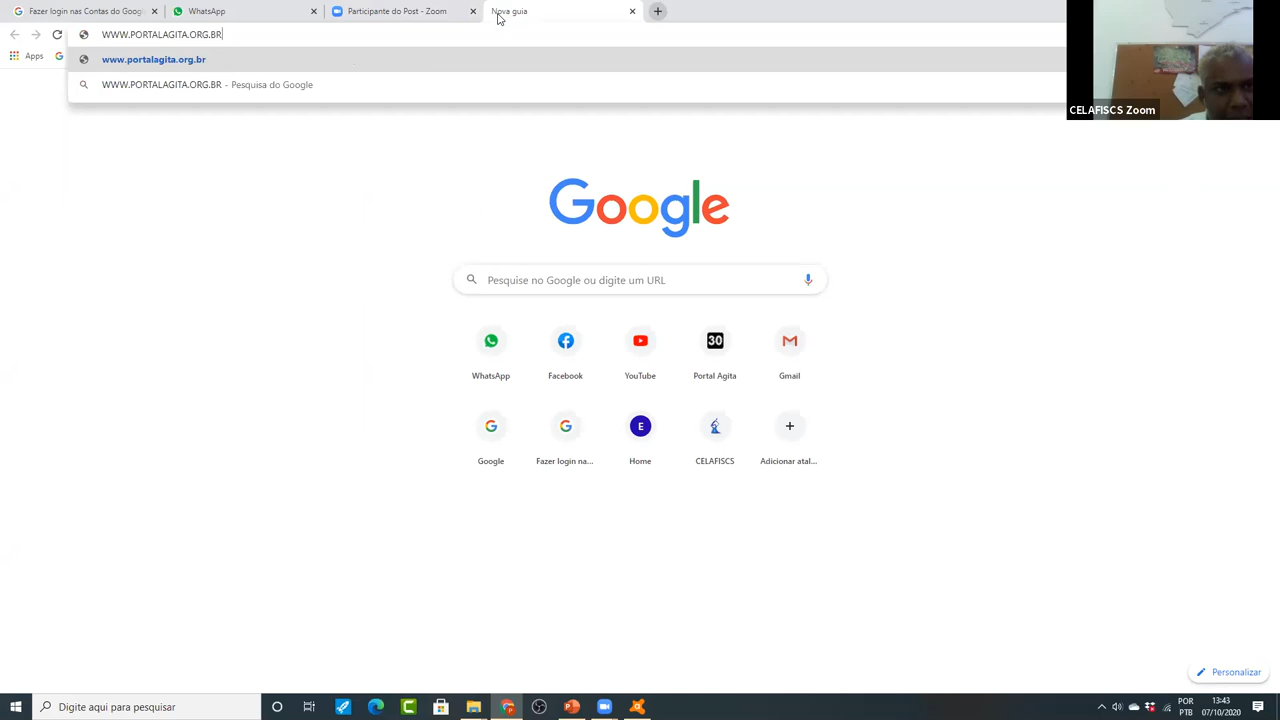 Fazer login nas Contas do Google
WhatsApp
Participante do Post - Zoom
Nova guia
WWW.PORTALAGITA.ORG.BR
Apps
www.portalagita.org.br
WWW.PORTALAGITA.ORG.BR - Pesquisa do Google
CELAFISCS Zoom
Google
Pesquise no Google ou digite um URL
30
WhatsApp
Facebook
YouTube
Portal Agita
Gmail
E
Google
Fazer login na...
Home
CELAFISCS
Adicionar atal...
Personalizar
Digite aqui para pesquisar
POR
PTB
13:43
07/10/2020